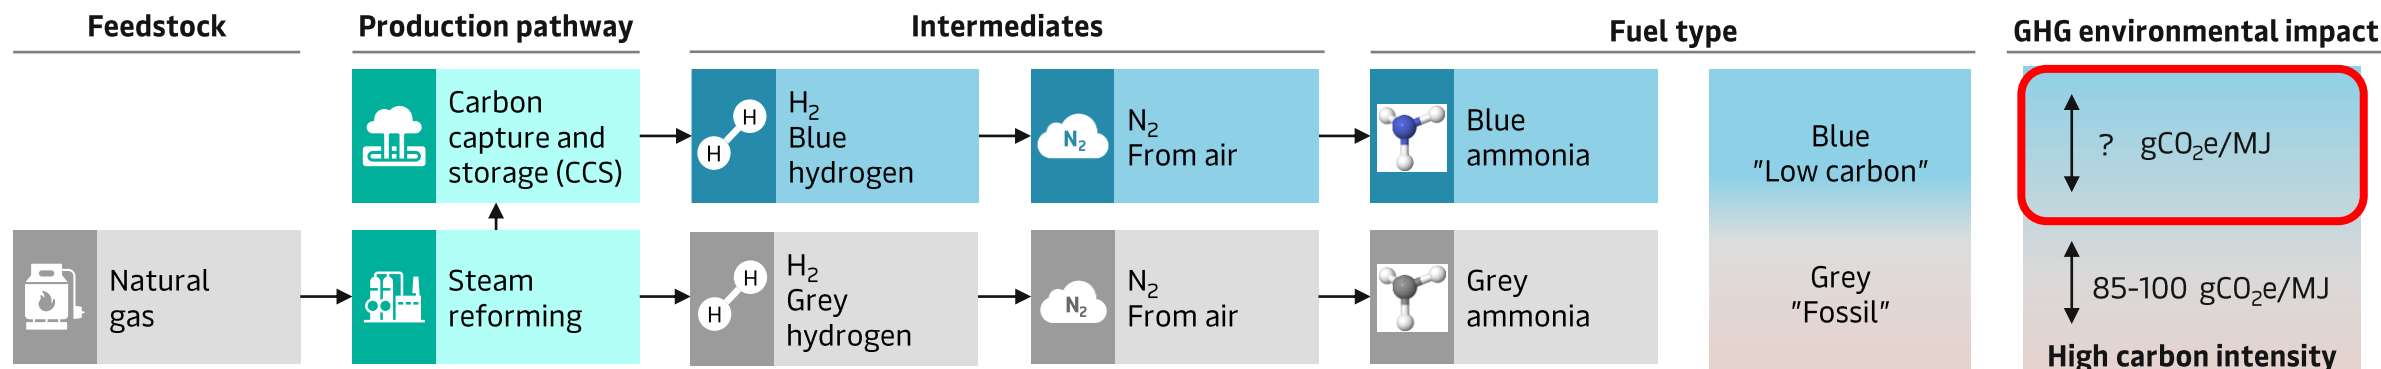 Feedstock
Production pathway
Intermediates
Fuel type
GHG environmental impact
Carbon
capture and
storage (CCS)
H
H
H₂
Blue
hydrogen
N₂
N₂
From air
Blue
ammonia
Blue
"Low carbon"
? gCO₂e/MJ
Natural
gas
Steam
reforming
H
H
H₂
Grey
hydrogen
N₂
N₂
From air
Grey
ammonia
Grey
"Fossil"
85-100 gCO₂e/MJ
High carbon intensity